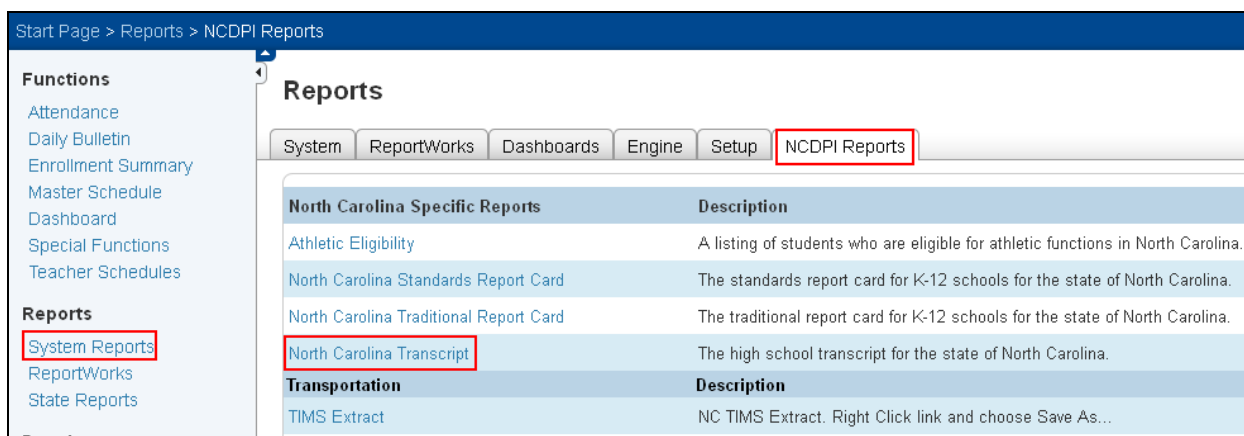 Start Page > Reports > NCDPI Reports
Functions
Attendance
Daily Bulletin
Enrollment Summary
Master Schedule
Dashboard
Special Functions
Teacher Schedules
Reports
System Reports
ReportWorks
State Reports
Reports
System ReportWorks Dashboards Engine Setup NCDPI Reports
North Carolina Specific Reports Description
Athletic Eligibility A listing of students who are eligible for athletic functions in North Carolina.
North Carolina Standards Report Card The standards report card for K-12 schools for the state of North Carolina.
North Carolina Traditional Report Card The traditional report card for K-12 schools for the state of North Carolina.
North Carolina Transcript The high school transcript for the state of North Carolina.
Transportation Description
TIMS Extract NC TIMS Extract. Right Click link and choose Save As...